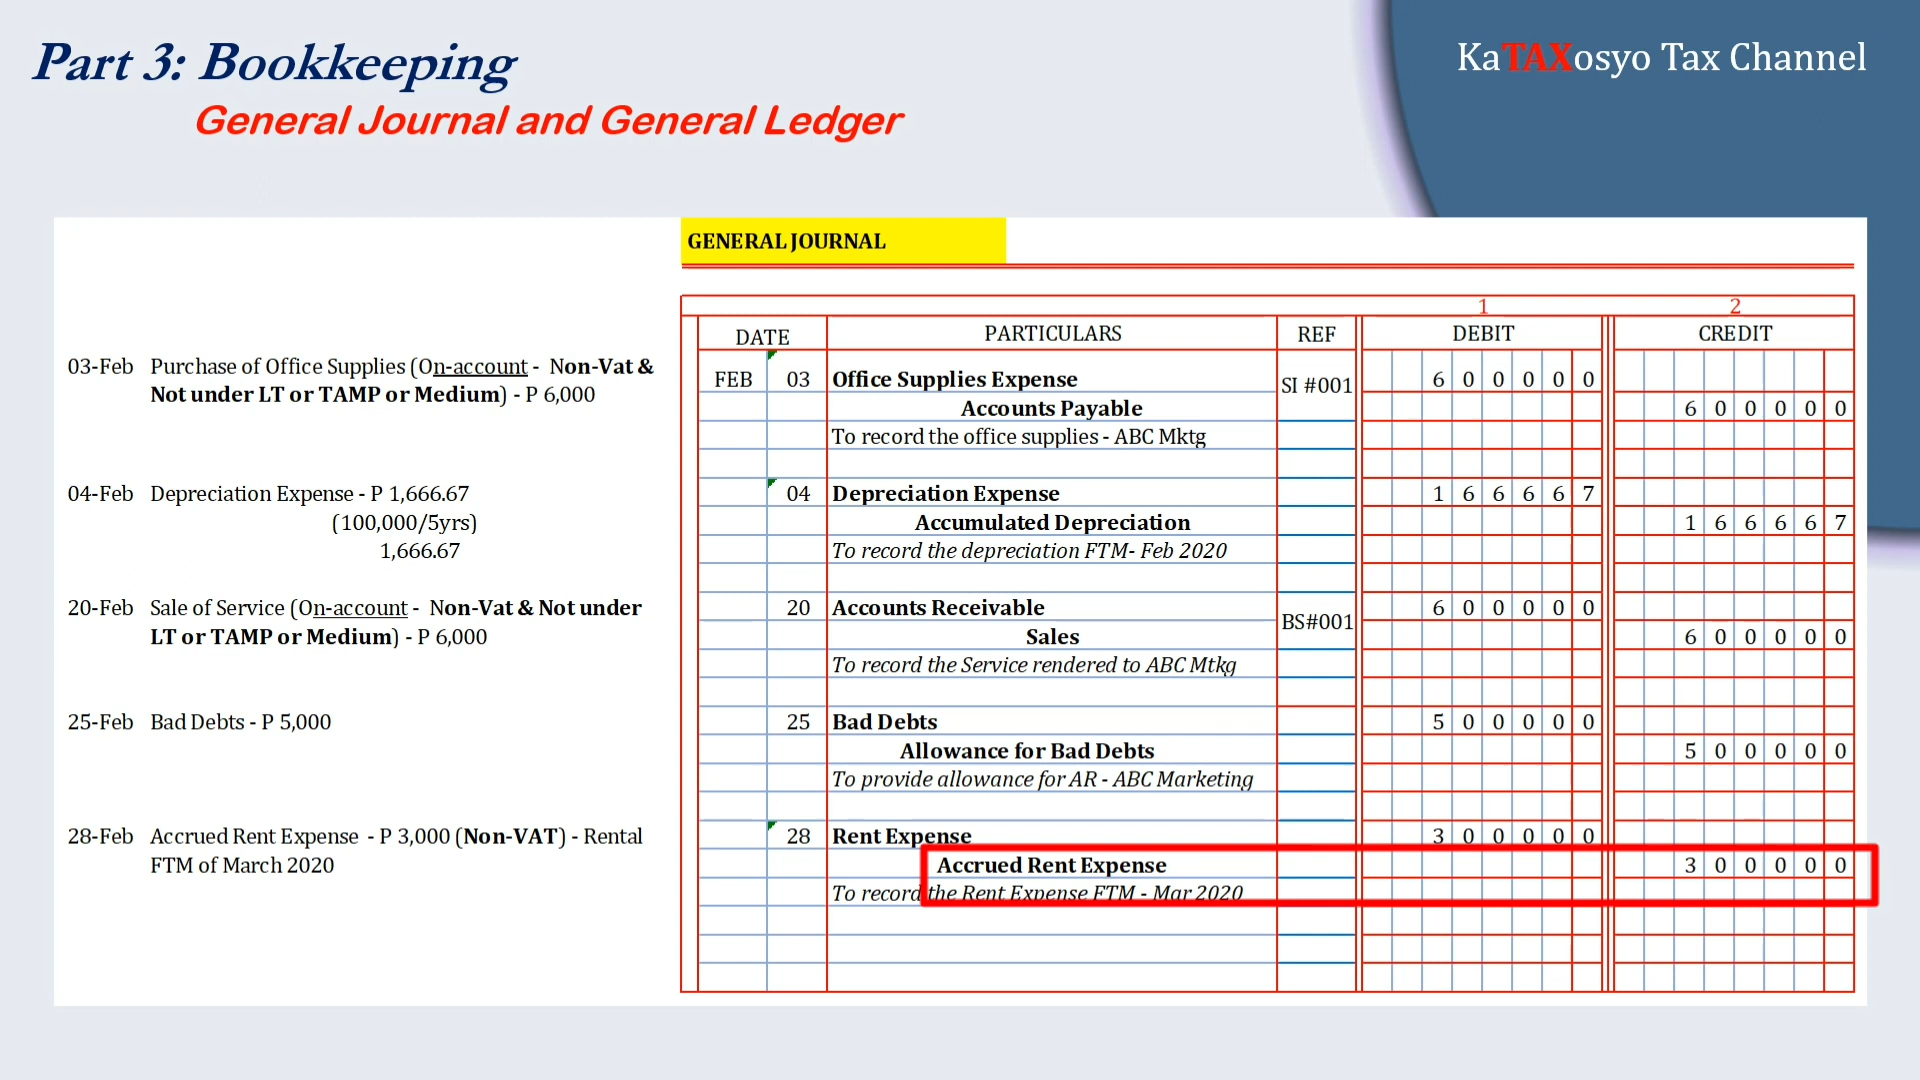 Part 3: Bookkeeping
KaTAXosyo Tax Channel
General Journal and General Ledger
GENERAL JOURNAL
1 2
DATE PARTICULARS REF DEBIT CREDIT
03-Feb Purchase of Office Supplies (On-account - Non-Vat &
Not under LT or TAMP or Medium) - P 6,000
FEB 03 Office Supplies Expense SI #001 6 0 0 0 0 0
Accounts Payable 6 0 0 0 0 0
To record the office supplies - ABC Mktg
04-Feb Depreciation Expense - P 1,666.67
(100,000/5yrs)
1,666.67
04 Depreciation Expense 1 6 6 6 6 7
Accumulated Depreciation 1 6 6 6 6 7
To record the depreciation FTM- Feb 2020
20-Feb Sale of Service (On-account - Non-Vat & Not under
LT or TAMP or Medium) - P 6,000
20 Accounts Receivable BS#001 6 0 0 0 0 0
Sales 6 0 0 0 0 0
To record the Service rendered to ABC Mtkg
25-Feb Bad Debts - P 5,000
25 Bad Debts 5 0 0 0 0 0
Allowance for Bad Debts 5 0 0 0 0 0
To provide allowance for AR - ABC Marketing
28-Feb Accrued Rent Expense - P 3,000 (Non-VAT) - Rental
FTM of March 2020
28 Rent Expense 3 0 0 0 0 0
Accrued Rent Expense 3 0 0 0 0 0
To record the Rent Expense FTM - Mar 2020